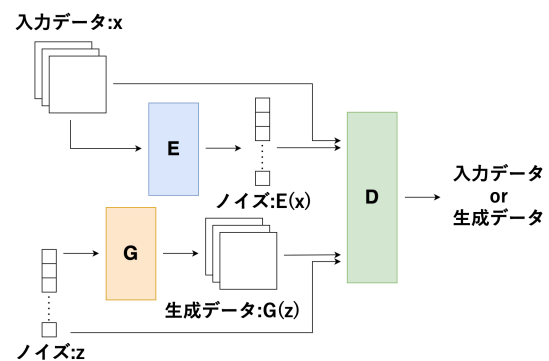 入力データ:x
E
ノイズ:E(x)
D
入力データ
or
生成データ
G
生成データ:G(z)
ノイズ:z